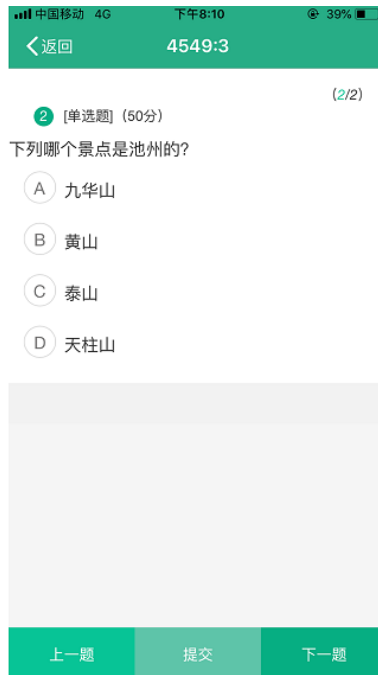 中国移动 4G 下午8:10 39%
返回 4549:3
(2/2)
2 [单选题]（50分）
下列哪个景点是池州的?
A 九华山
B 黄山
C 泰山
D 天柱山
上一题 提交 下一题